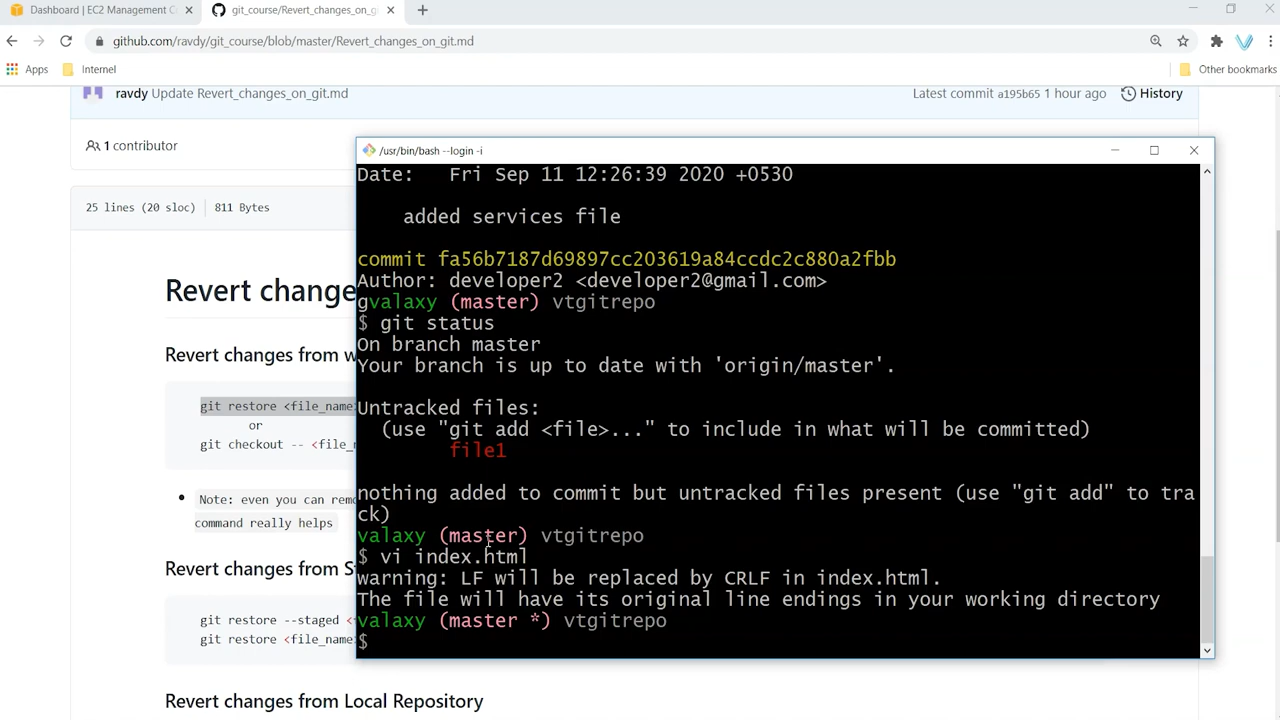 Dashboard | EC2 Management C
git_course/Revert_changes_on_g
github.com/ravdy/git_course/blob/master/Revert_changes_on_git.md
Apps
Internel
Other bookmarks
ravdy Update Revert_changes_on_git.md
Latest commit a195b65 1 hour ago
History
1 contributor
25 lines (20 sloc)
811 Bytes
Revert change
Revert changes from w
git restore <file_name
or
git checkout -- <file_n
Note: even you can rem
command really helps
Revert changes from S
git restore --staged <
git restore <file_name
Revert changes from Local Repository
/usr/bin/bash --login -i
Date:   Fri Sep 11 12:26:39 2020 +0530
added services file
commit fa56b7187d69897cc203619a84ccdc2c880a2fbb
Author: developer2 <developer2@gmail.com>
gvalaxy (master) vtgitrepo
$ git status
On branch master
Your branch is up to date with 'origin/master'.
Untracked files:
(use "git add <file>..." to include in what will be committed)
file1
nothing added to commit but untracked files present (use "git add" to tra
ck)
valaxy (master) vtgitrepo
$ vi index.html
warning: LF will be replaced by CRLF in index.html.
The file will have its original line endings in your working directory
valaxy (master *) vtgitrepo
$